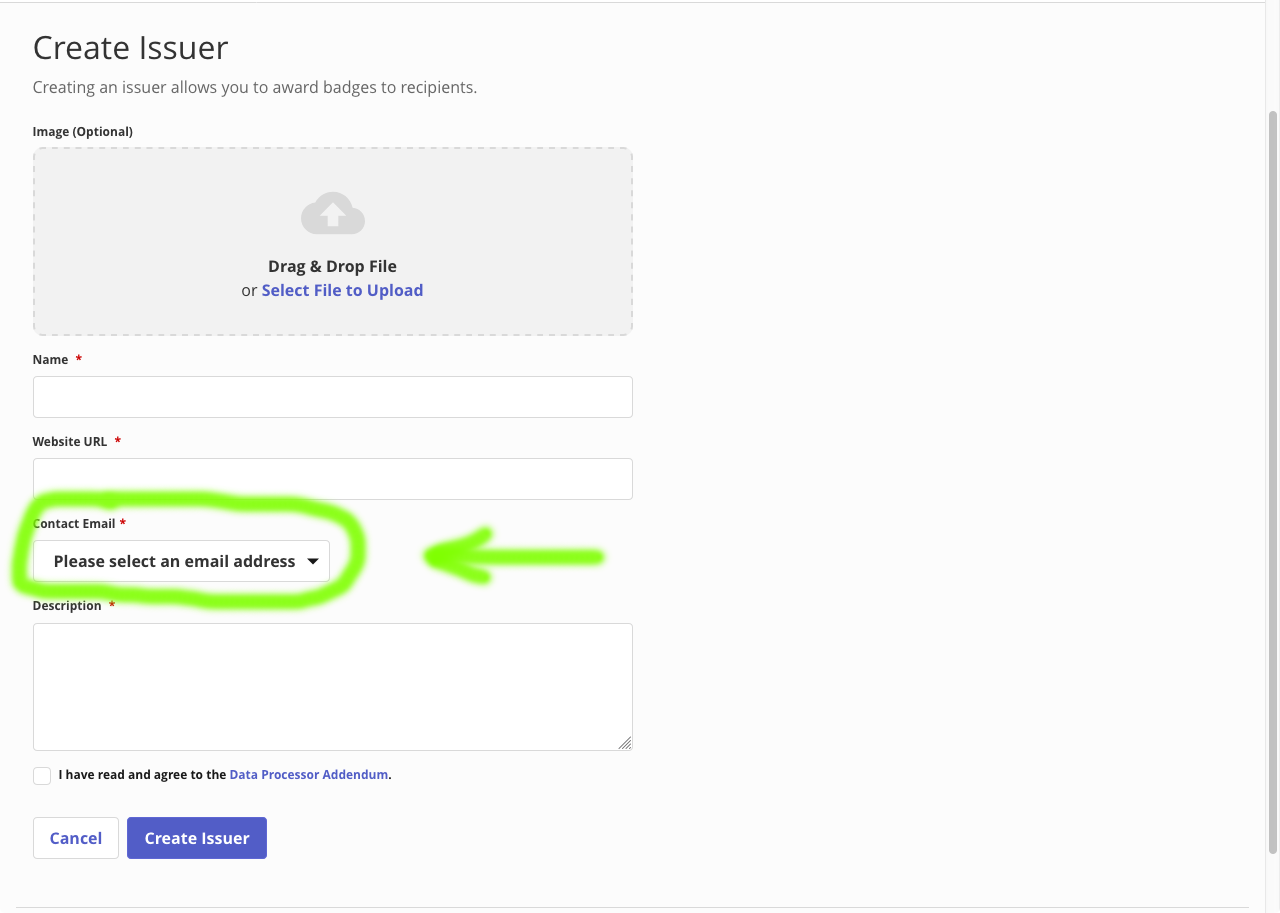 Create Issuer
Creating an issuer allows you to award badges to recipients.
Image (Optional)
Drag & Drop File
or Select File to Upload
Name *
Website URL *
Contact Email *
Please select an email address
Description *
I have read and agree to the Data Processor Addendum.
Cancel Create Issuer